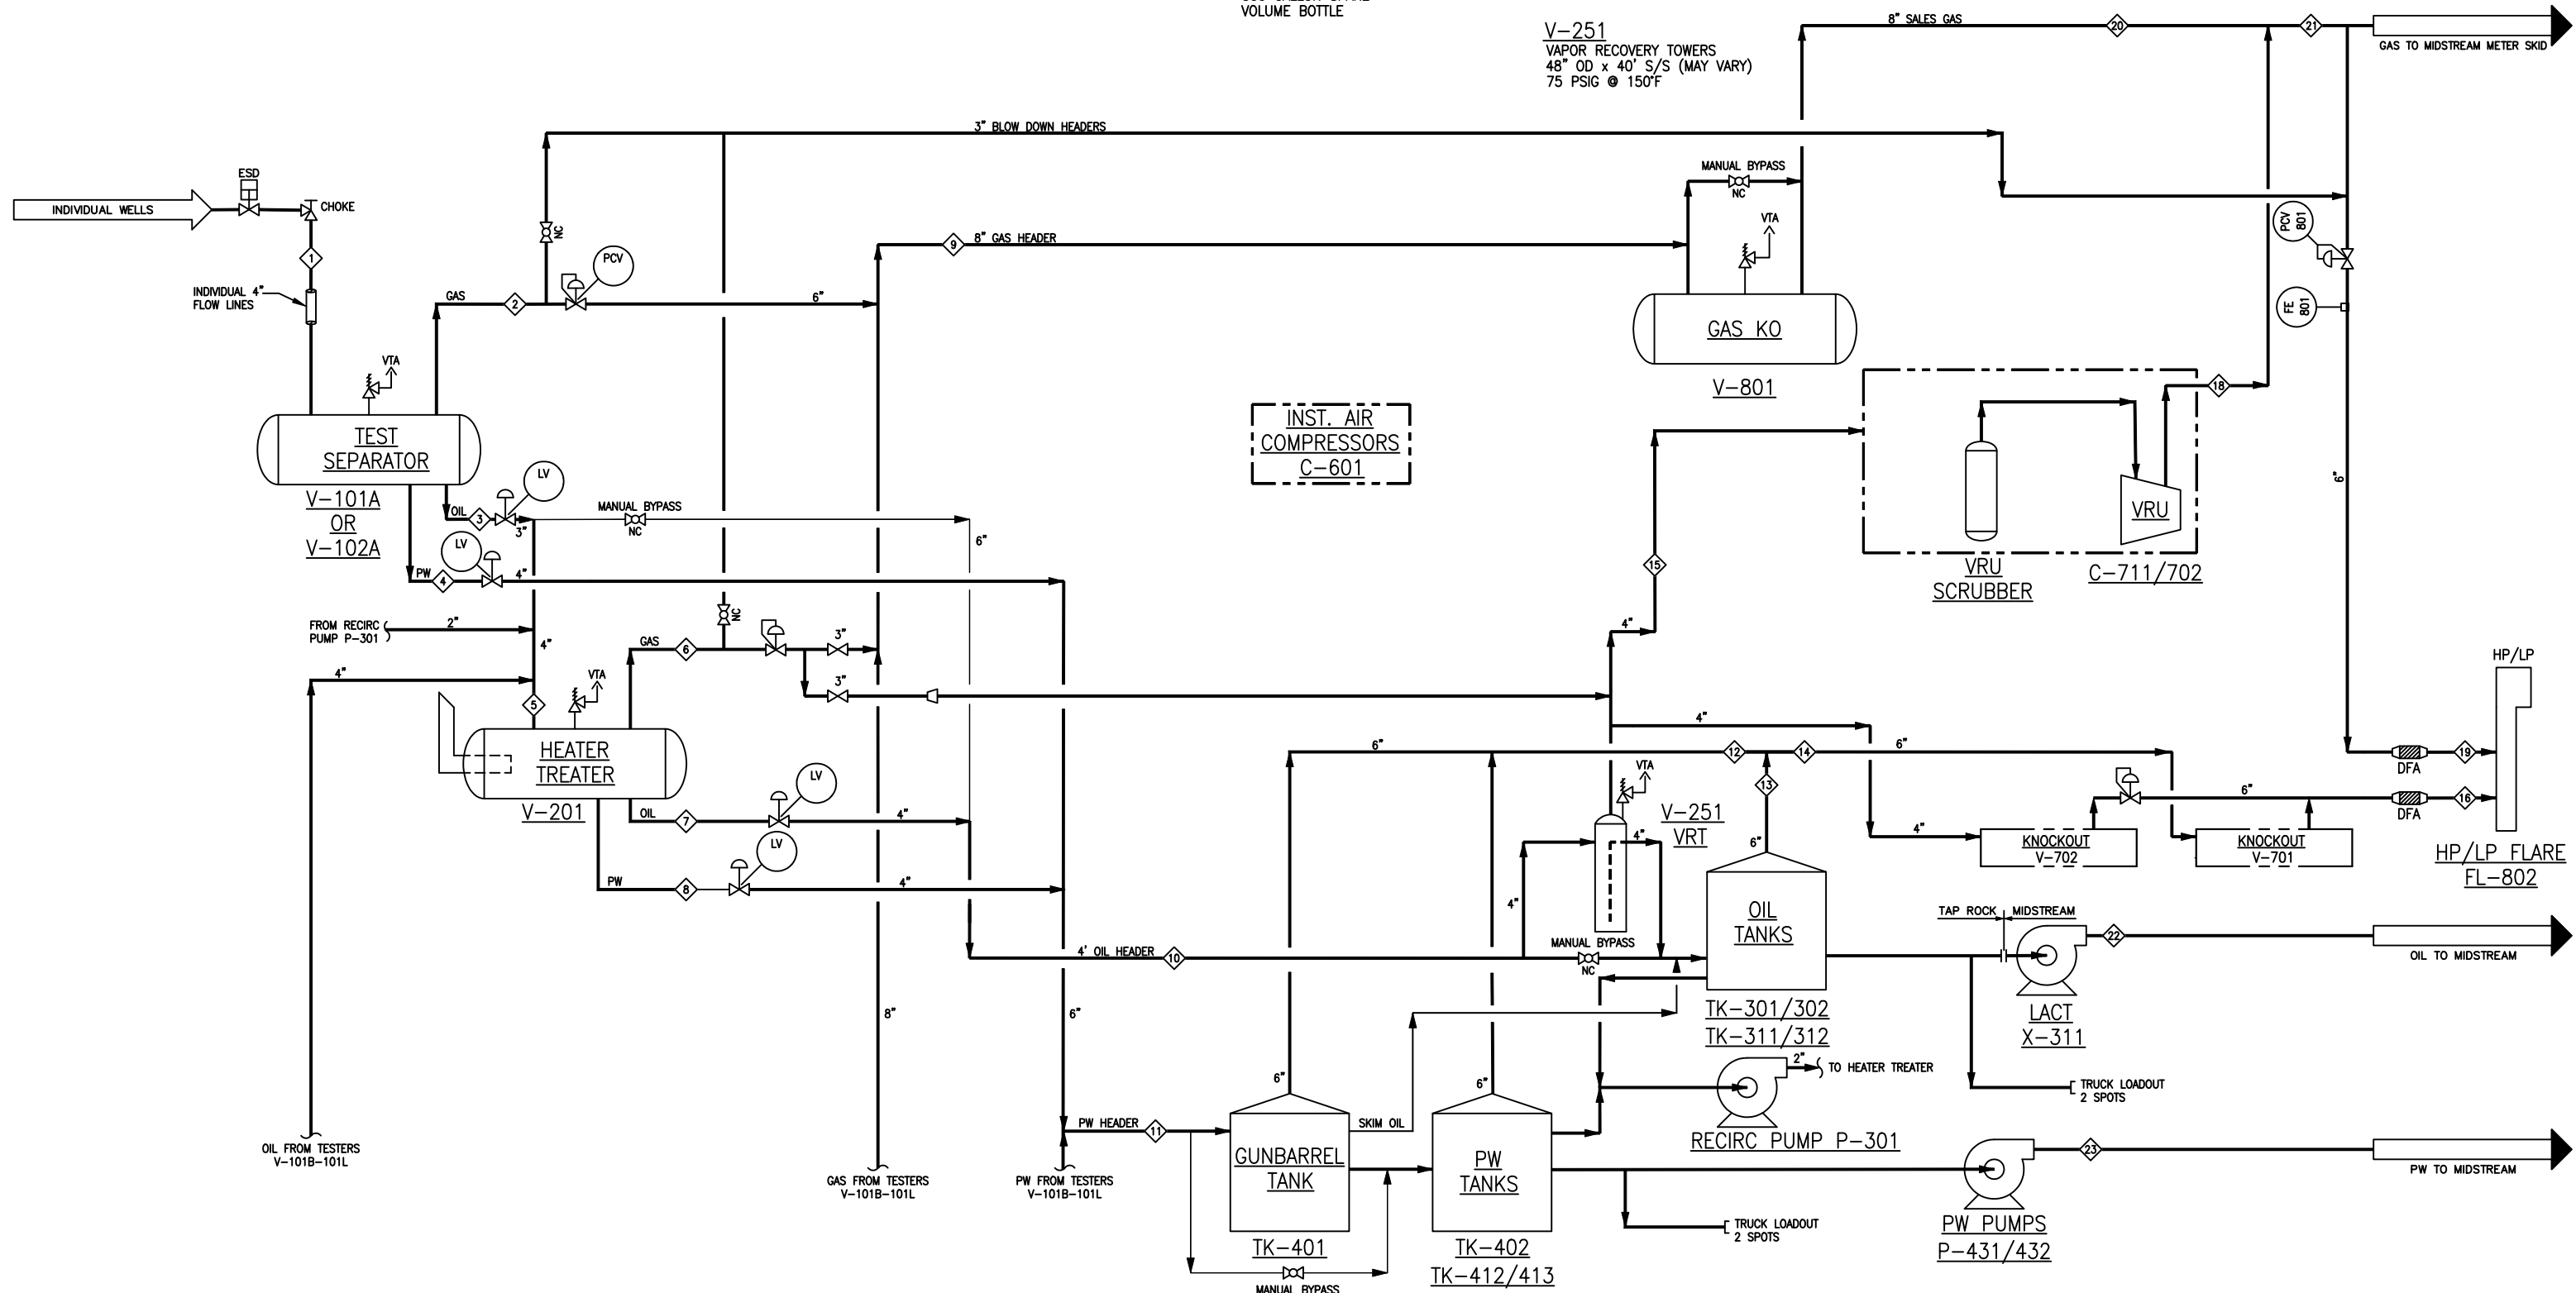 VOLUME BOTTLE
V-251
VAPOR RECOVERY TOWERS
48" OD x 40' S/S (MAY VARY)
75 PSIG @ 150°F
8" SALES GAS
20
21
GAS TO MIDSTREAM METER SKID
3" BLOW DOWN HEADERS
ESD
INDIVIDUAL WELLS
CHOKE
1
INDIVIDUAL 4"
FLOW LINES
NC
PCV
GAS
2
6"
9
8" GAS HEADER
MANUAL BYPASS
NC
VTA
GAS KO
V-801
PCV
801
FE
801
VTA
TEST
SEPARATOR
V-101A
OR
V-102A
OIL
3
LV
3"
MANUAL BYPASS
NC
6"
LV
PW
4
4"
INST. AIR
COMPRESSORS
C-601
15
18
VRU
VRU
SCRUBBER
C-711/702
6"
FROM RECIRC
PUMP P-301
2"
4"
4"
5
VTA
HEATER
TREATER
V-201
GAS
6
NC
3"
3"
OIL
7
LV
4"
PW
8
LV
4"
4"
4"
6"
12
14
6"
13
6"
VTA
V-251
VRT
4"
4"
MANUAL BYPASS
NC
4' OIL HEADER
10
OIL
TANKS
TK-301/302
TK-311/312
4"
KNOCKOUT
V-702
6"
KNOCKOUT
V-701
DFA
19
DFA
16
HP/LP
HP/LP FLARE
FL-802
TAP ROCK
MIDSTREAM
22
OIL TO MIDSTREAM
LACT
X-311
TRUCK LOADOUT
2 SPOTS
2"
TO HEATER TREATER
RECIRC PUMP P-301
8"
6"
6"
6"
OIL FROM TESTERS
V-101B-101L
GAS FROM TESTERS
V-101B-101L
PW FROM TESTERS
V-101B-101L
PW HEADER
11
SKIM OIL
GUNBARREL
TANK
TK-401
MANUAL BYPASS
PW
TANKS
TK-402
TK-412/413
TRUCK LOADOUT
2 SPOTS
23
PW TO MIDSTREAM
PW PUMPS
P-431/432